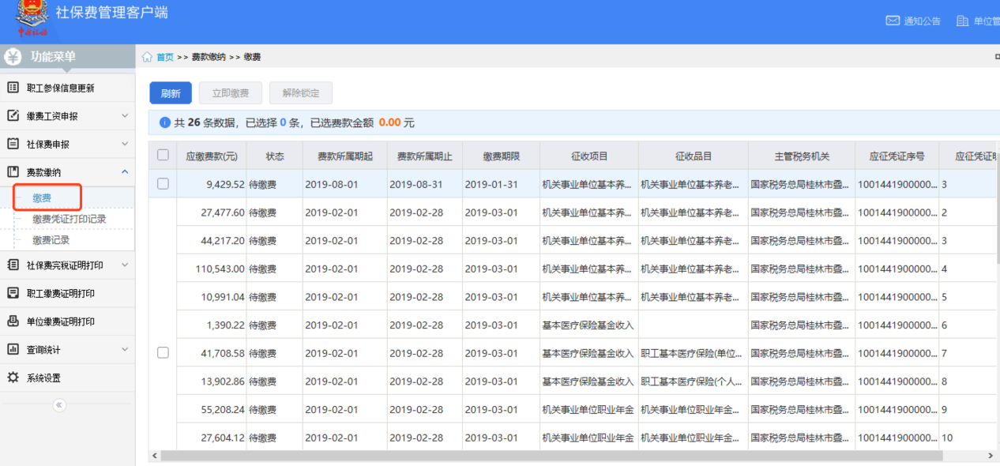 社保费管理客户端
中国税务
通知公告 单位管
功能菜单
首页 >> 费款缴纳 >> 缴费
职工参保信息更新
缴费工资申报
社保费申报
费款缴纳
缴费
缴费凭证打印记录
缴费记录
社保费完税证明打印
职工缴费证明打印
单位缴费证明打印
查询统计
系统设置
刷新 立即缴费 解除锁定
共 26 条数据，已选择 0 条，已选费款金额 0.00 元
应缴费款(元) 状态 费款所属期起 费款所属期止 缴费期限 征收项目 征收品目 主管税务机关 应征凭证序号 应征凭证明
9,429.52 待缴费 2019-08-01 2019-08-31 2019-01-31 机关事业单位基本养... 机关事业单位基本养老... 国家税务总局桂林市叠... 1001441900000... 3
27,477.60 待缴费 2019-02-01 2019-02-28 2019-03-01 机关事业单位基本养... 机关事业单位基本养老... 国家税务总局桂林市叠... 1001441900000... 2
44,217.20 待缴费 2019-02-01 2019-02-28 2019-03-01 机关事业单位基本养... 机关事业单位基本养老... 国家税务总局桂林市叠... 1001441900000... 3
110,543.00 待缴费 2019-02-01 2019-02-28 2019-03-01 机关事业单位基本养... 机关事业单位基本养老... 国家税务总局桂林市叠... 1001441900000... 4
10,991.04 待缴费 2019-02-01 2019-02-28 2019-03-01 机关事业单位基本养... 机关事业单位基本养老... 国家税务总局桂林市叠... 1001441900000... 5
1,390.22 待缴费 2019-02-01 2019-02-28 2019-03-01 基本医疗保险基金收入 国家税务总局桂林市叠... 1001441900000... 6
41,708.58 待缴费 2019-02-01 2019-02-28 2019-03-01 基本医疗保险基金收入 职工基本医疗保险(单位... 国家税务总局桂林市叠... 1001441900000... 7
13,902.86 待缴费 2019-02-01 2019-02-28 2019-03-01 基本医疗保险基金收入 职工基本医疗保险(个人... 国家税务总局桂林市叠... 1001441900000... 8
55,208.24 待缴费 2019-02-01 2019-02-28 2019-03-01 机关事业单位职业年金 机关事业单位职业年金... 国家税务总局桂林市叠... 1001441900000... 9
27,604.12 待缴费 2019-02-01 2019-02-28 2019-03-01 机关事业单位职业年金 机关事业单位职业年金... 国家税务总局桂林市叠... 1001441900000... 10